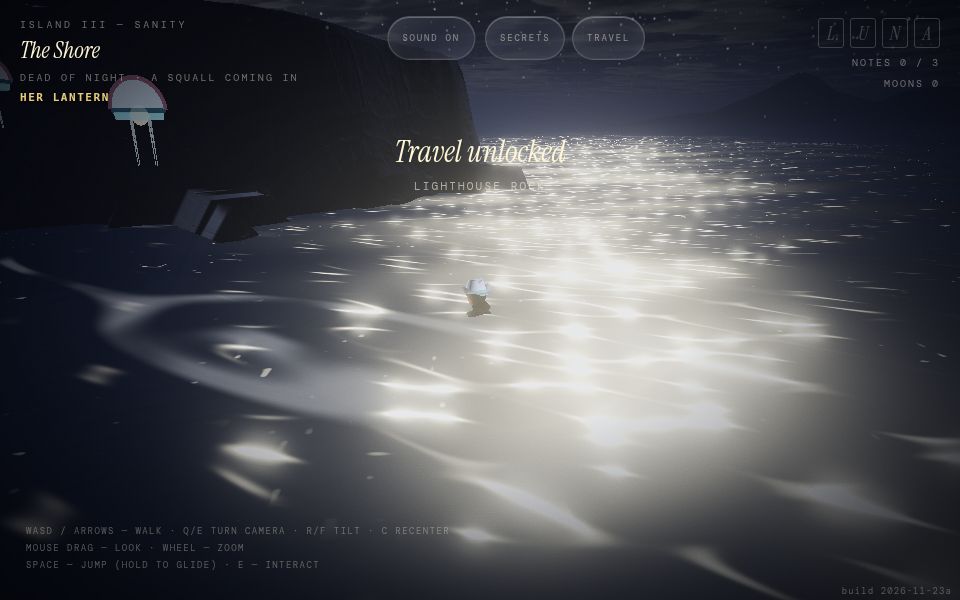 ISLAND III — SANITY
The Shore
DEAD OF NIGHT · A SQUALL COMING IN
HER LANTERN
SOUND ON
SECRETS
TRAVEL
L U N A
NOTES 0 / 3
MOONS 0
Travel unlocked
LIGHTHOUSE ROCK
WASD / ARROWS — WALK · Q/E TURN CAMERA · R/F TILT · C RECENTER
MOUSE DRAG — LOOK · WHEEL — ZOOM
SPACE — JUMP (HOLD TO GLIDE) · E — INTERACT
build 2026-11-23a